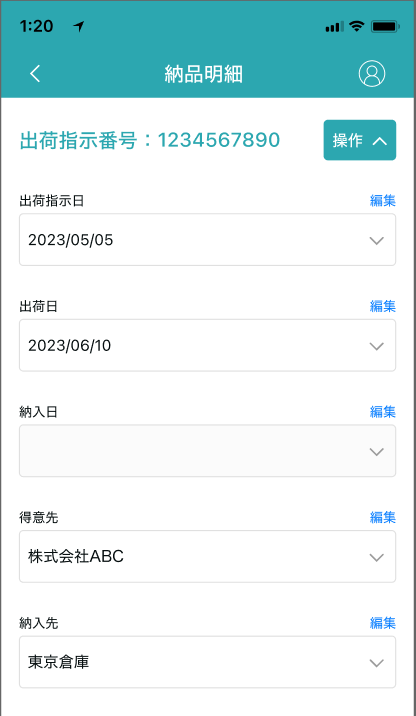 1:20
納品明細
出荷指示番号：1234567890
操作
出荷指示日 編集
2023/05/05
出荷日 編集
2023/06/10
納入日 編集
得意先 編集
株式会社ABC
納入先 編集
東京倉庫